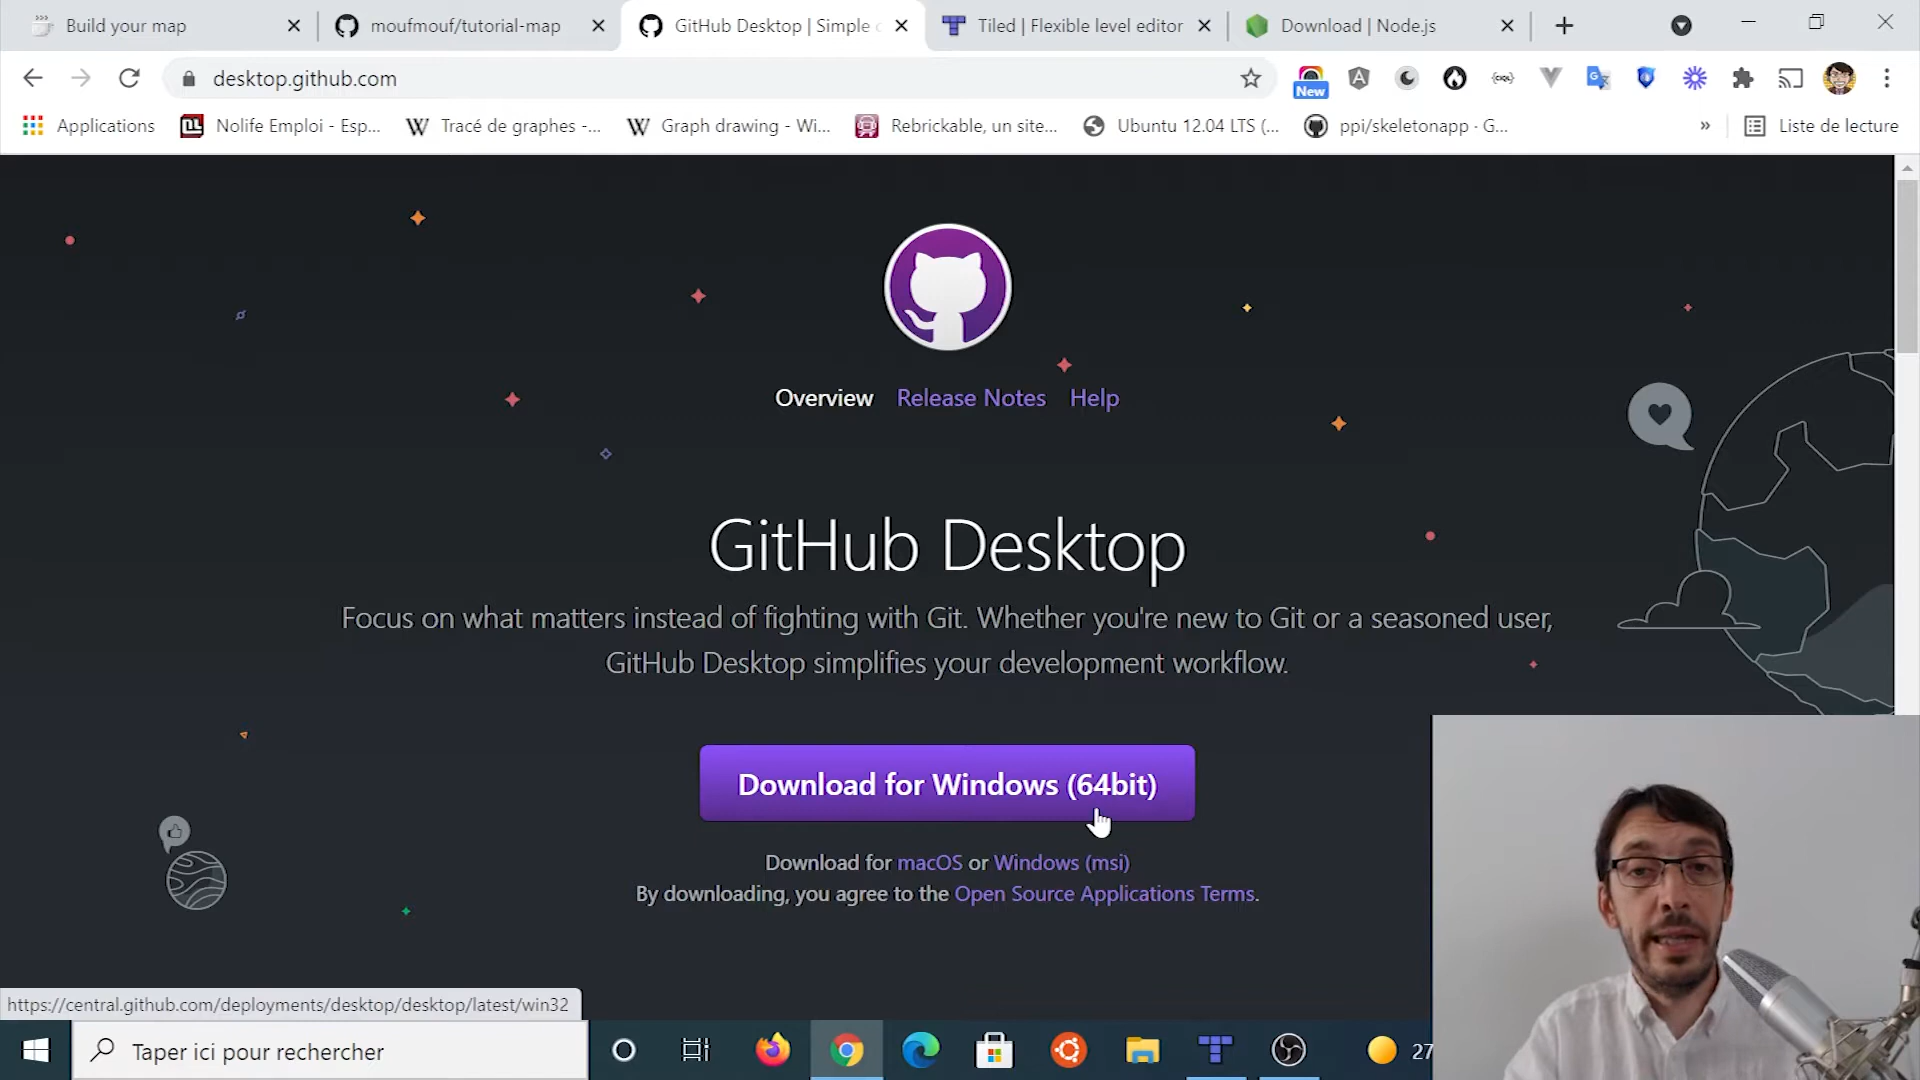 Build your map
moufmouf/tutorial-map
GitHub Desktop | Simple c
Tiled | Flexible level editor
Download | Node.js
desktop.github.com
New
Applications
Nolife Emploi - Esp...
Tracé de graphes -...
Graph drawing - Wi...
Rebrickable, un site...
Ubuntu 12.04 LTS (...
ppi/skeletonapp · G...
»
Liste de lecture
Overview Release Notes Help
GitHub Desktop
Focus on what matters instead of fighting with Git. Whether you're new to Git or a seasoned user,
GitHub Desktop simplifies your development workflow.
Download for Windows (64bit)
Download for macOS or Windows (msi)
By downloading, you agree to the Open Source Applications Terms.
https://central.github.com/deployments/desktop/desktop/latest/win32
Taper ici pour rechercher
27